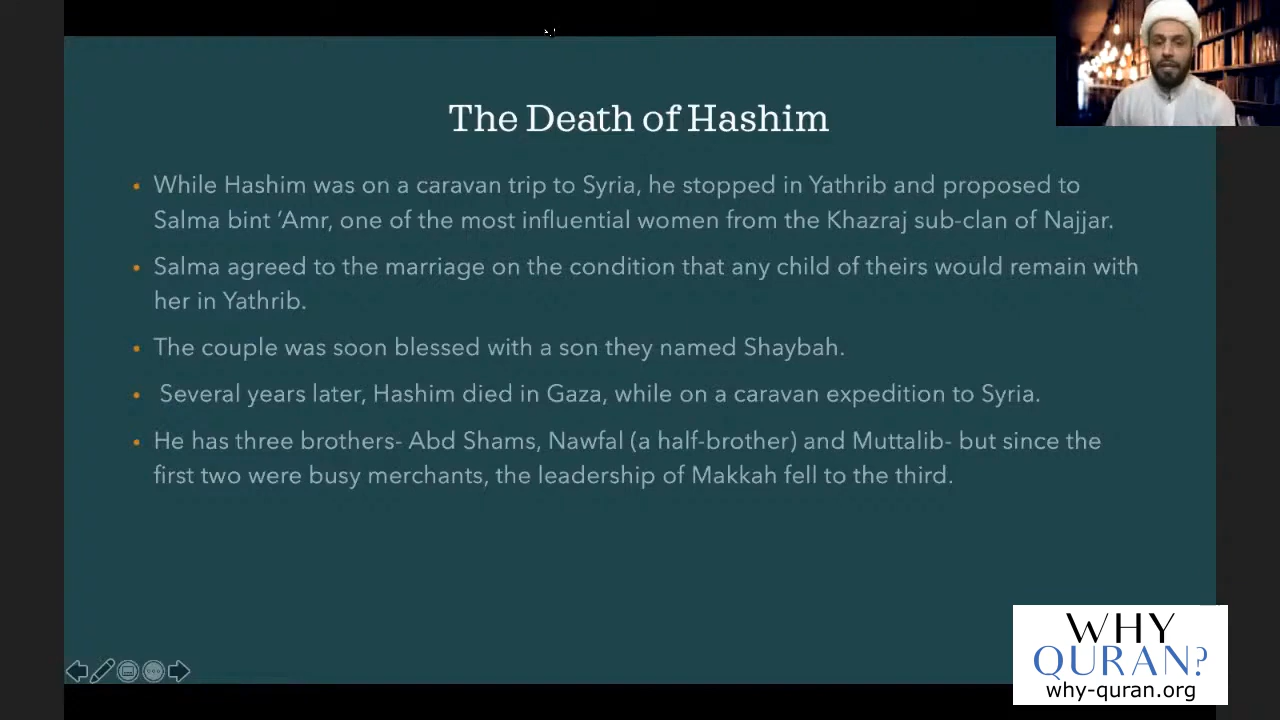 The Death of Hashim
• While Hashim was on a caravan trip to Syria, he stopped in Yathrib and proposed to
Salma bint ‘Amr, one of the most influential women from the Khazraj sub-clan of Najjar.
• Salma agreed to the marriage on the condition that any child of theirs would remain with
her in Yathrib.
• The couple was soon blessed with a son they named Shaybah.
• Several years later, Hashim died in Gaza, while on a caravan expedition to Syria.
• He has three brothers- Abd Shams, Nawfal (a half-brother) and Muttalib- but since the
first two were busy merchants, the leadership of Makkah fell to the third.
WHY
QURAN?
why-quran.org